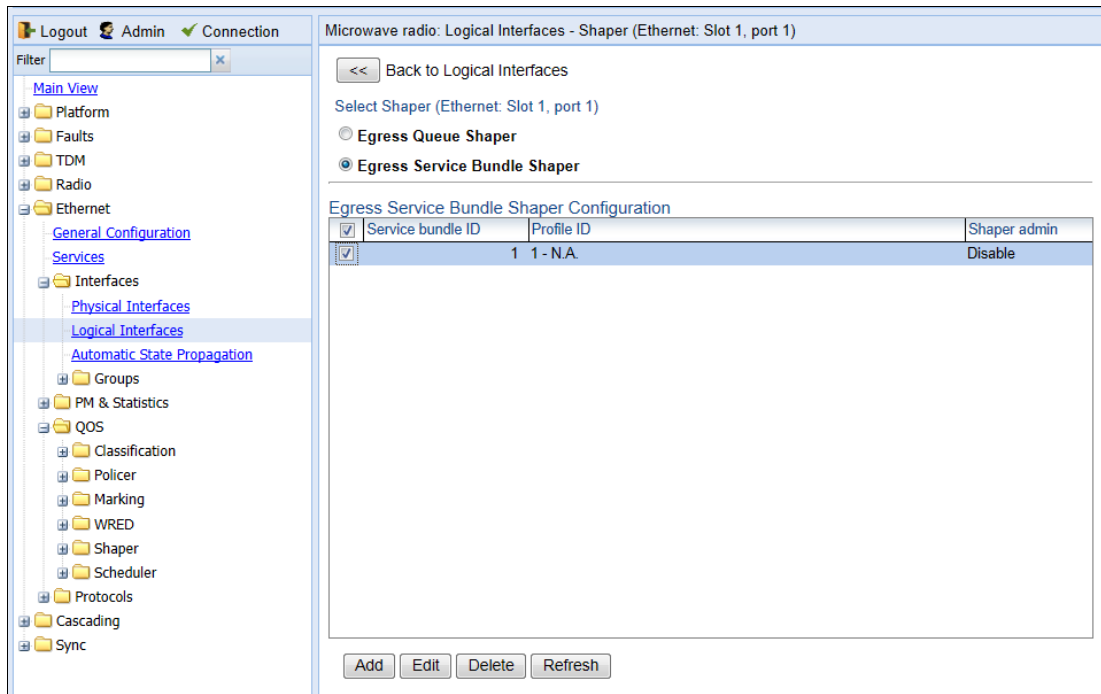 Logout Admin Connection
Filter
Main View
Platform
Faults
TDM
Radio
Ethernet
General Configuration
Services
Interfaces
Physical Interfaces
Logical Interfaces
Automatic State Propagation
Groups
PM & Statistics
QOS
Classification
Policer
Marking
WRED
Shaper
Scheduler
Protocols
Cascading
Sync
Microwave radio: Logical Interfaces - Shaper (Ethernet: Slot 1, port 1)
<< Back to Logical Interfaces
Select Shaper (Ethernet: Slot 1, port 1)
Egress Queue Shaper
Egress Service Bundle Shaper
Egress Service Bundle Shaper Configuration
Service bundle ID Profile ID Shaper admin
1 1 - N.A. Disable
Add Edit Delete Refresh